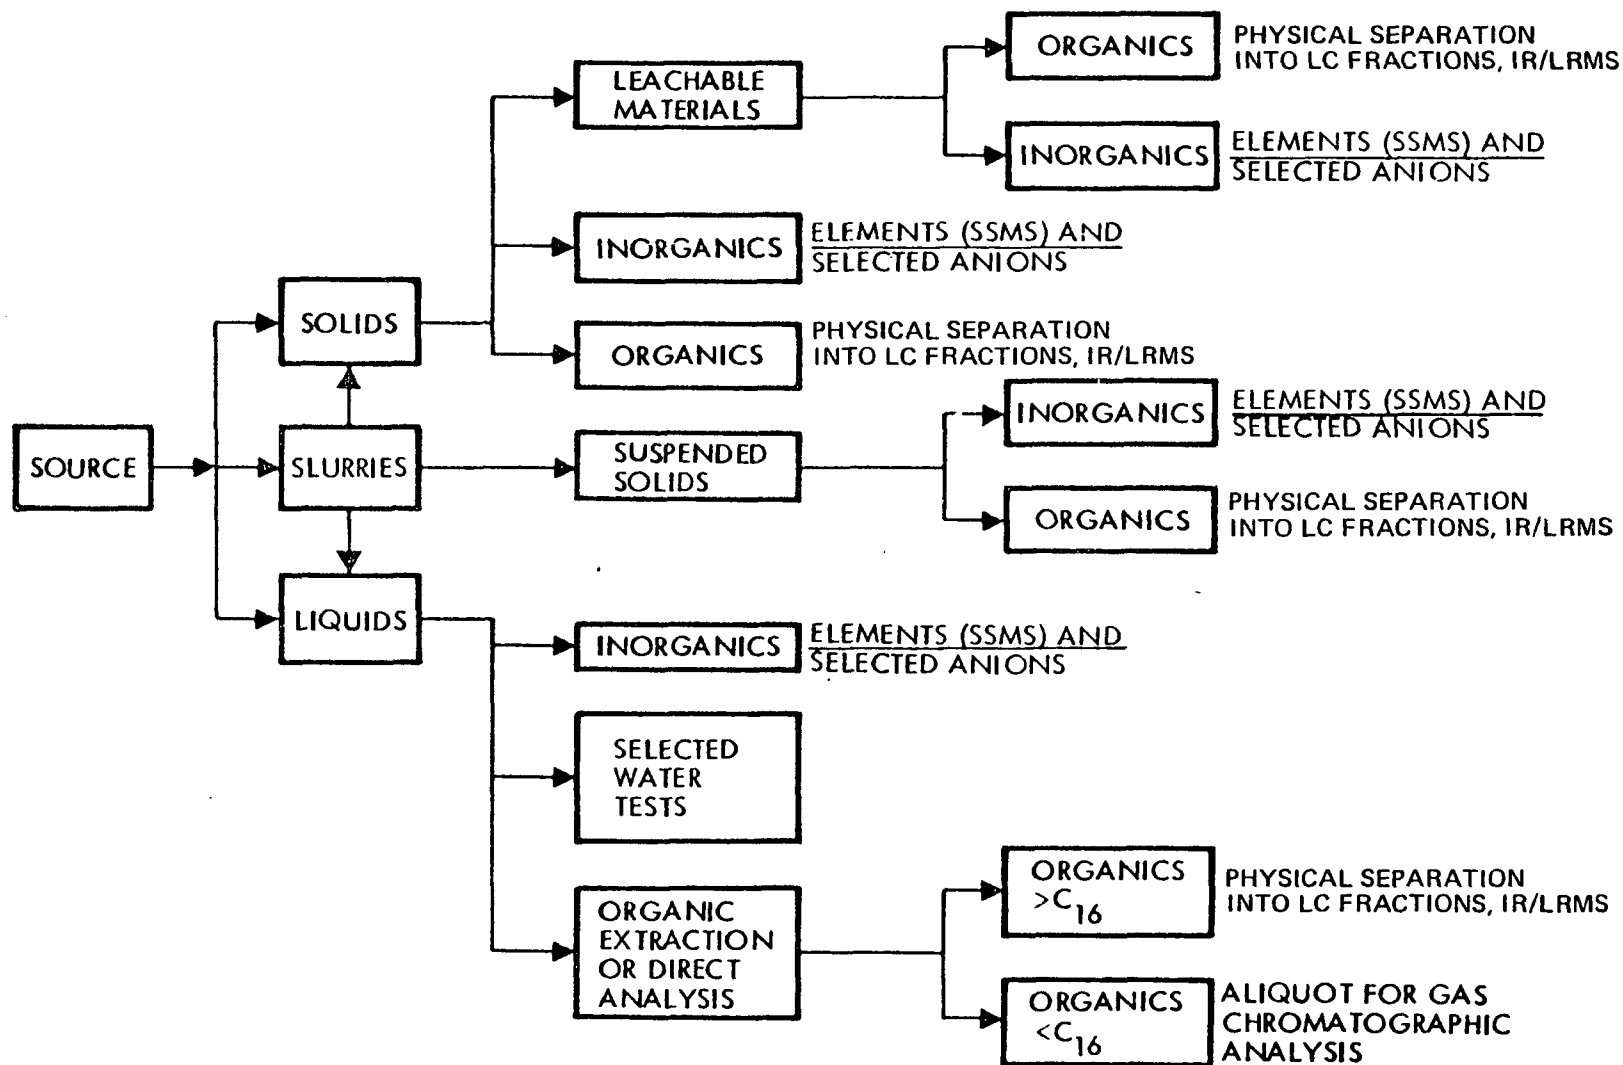 ORGANICS
PHYSICAL SEPARATION
INTO LC FRACTIONS, IR/LRMS
LEACHABLE
MATERIALS
INORGANICS
ELEMENTS (SSMS) AND
SELECTED ANIONS
INORGANICS
ELEMENTS (SSMS) AND
SELECTED ANIONS
SOLIDS
ORGANICS
PHYSICAL SEPARATION
INTO LC FRACTIONS, IR/LRMS
INORGANICS
ELEMENTS (SSMS) AND
SELECTED ANIONS
SOURCE
SLURRIES
SUSPENDED
SOLIDS
ORGANICS
PHYSICAL SEPARATION
INTO LC FRACTIONS, IR/LRMS
LIQUIDS
INORGANICS
ELEMENTS (SSMS) AND
SELECTED ANIONS
SELECTED
WATER
TESTS
ORGANICS
>C16
PHYSICAL SEPARATION
INTO LC FRACTIONS, IR/LRMS
ORGANIC
EXTRACTION
OR DIRECT
ANALYSIS
ORGANICS
<C16
ALIQUOT FOR GAS
CHROMATOGRAPHIC
ANALYSIS